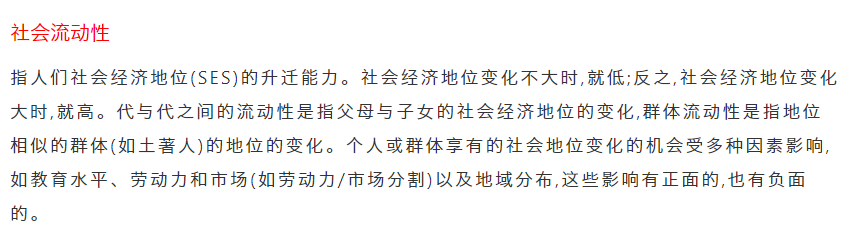 社会流动性
指人们社会经济地位(SES)的升迁能力。社会经济地位变化不大时,就低;反之,社会经济地位变化
大时,就高。代与代之间的流动性是指父母与子女的社会经济地位的变化,群体流动性是指地位
相似的群体(如土著人)的地位的变化。个人或群体享有的社会地位变化的机会受多种因素影响,
如教育水平、劳动力和市场(如劳动力/市场分割)以及地域分布,这些影响有正面的,也有负面
的。